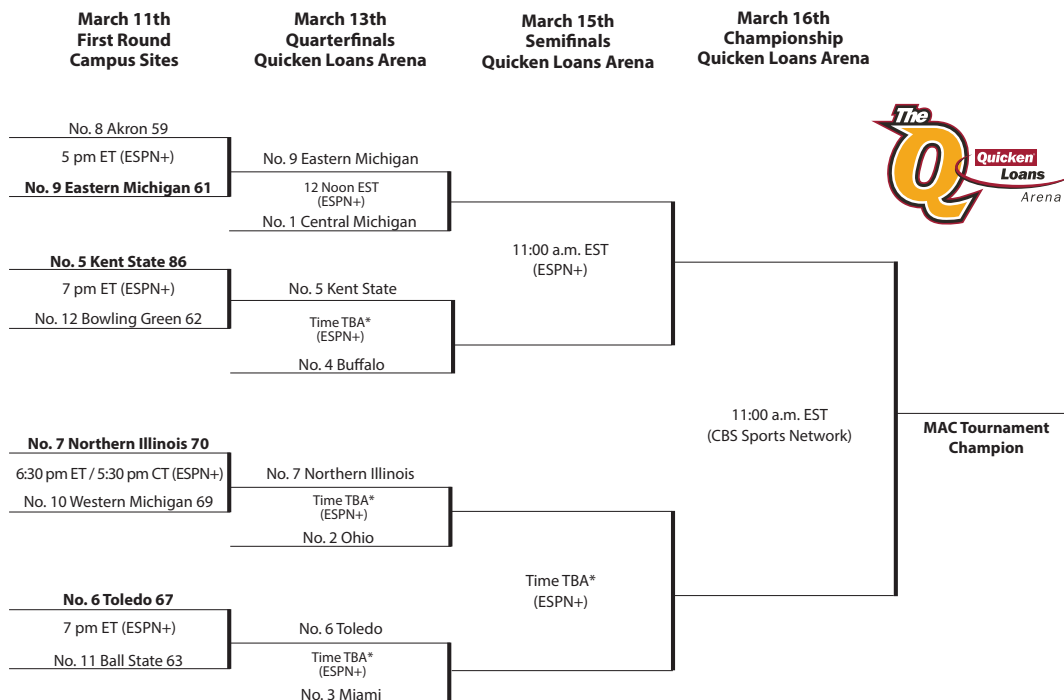 March 11th
First Round
Campus Sites
March 13th
Quarterfinals
Quicken Loans Arena
March 15th
Semifinals
Quicken Loans Arena
March 16th
Championship
Quicken Loans Arena
The
Q
Quicken
Loans
Arena
No. 8 Akron 59
5 pm ET (ESPN+)
No. 9 Eastern Michigan 61
No. 5 Kent State 86
7 pm ET (ESPN+)
No. 12 Bowling Green 62
No. 7 Northern Illinois 70
6:30 pm ET / 5:30 pm CT (ESPN+)
No. 10 Western Michigan 69
No. 6 Toledo 67
7 pm ET (ESPN+)
No. 11 Ball State 63
No. 9 Eastern Michigan
12 Noon EST
(ESPN+)
No. 1 Central Michigan
No. 5 Kent State
Time TBA*
(ESPN+)
No. 4 Buffalo
No. 7 Northern Illinois
Time TBA*
(ESPN+)
No. 2 Ohio
No. 6 Toledo
Time TBA*
(ESPN+)
No. 3 Miami
11:00 a.m. EST
(ESPN+)
Time TBA*
(ESPN+)
11:00 a.m. EST
(CBS Sports Network)
MAC Tournament
Champion